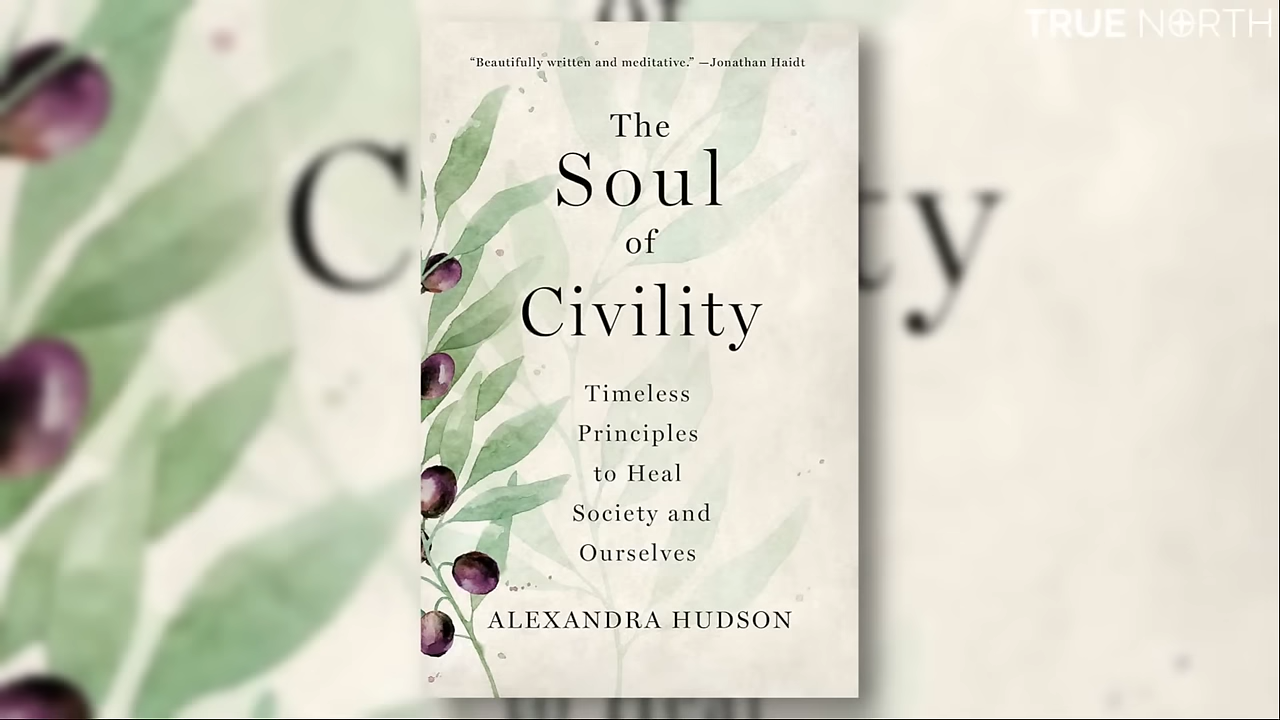 TRUE NORTH
"Beautifully written and meditative." —Jonathan Haidt
The
Soul
of
Civility
Timeless
Principles
to Heal
Society and
Ourselves
ALEXANDRA HUDSON